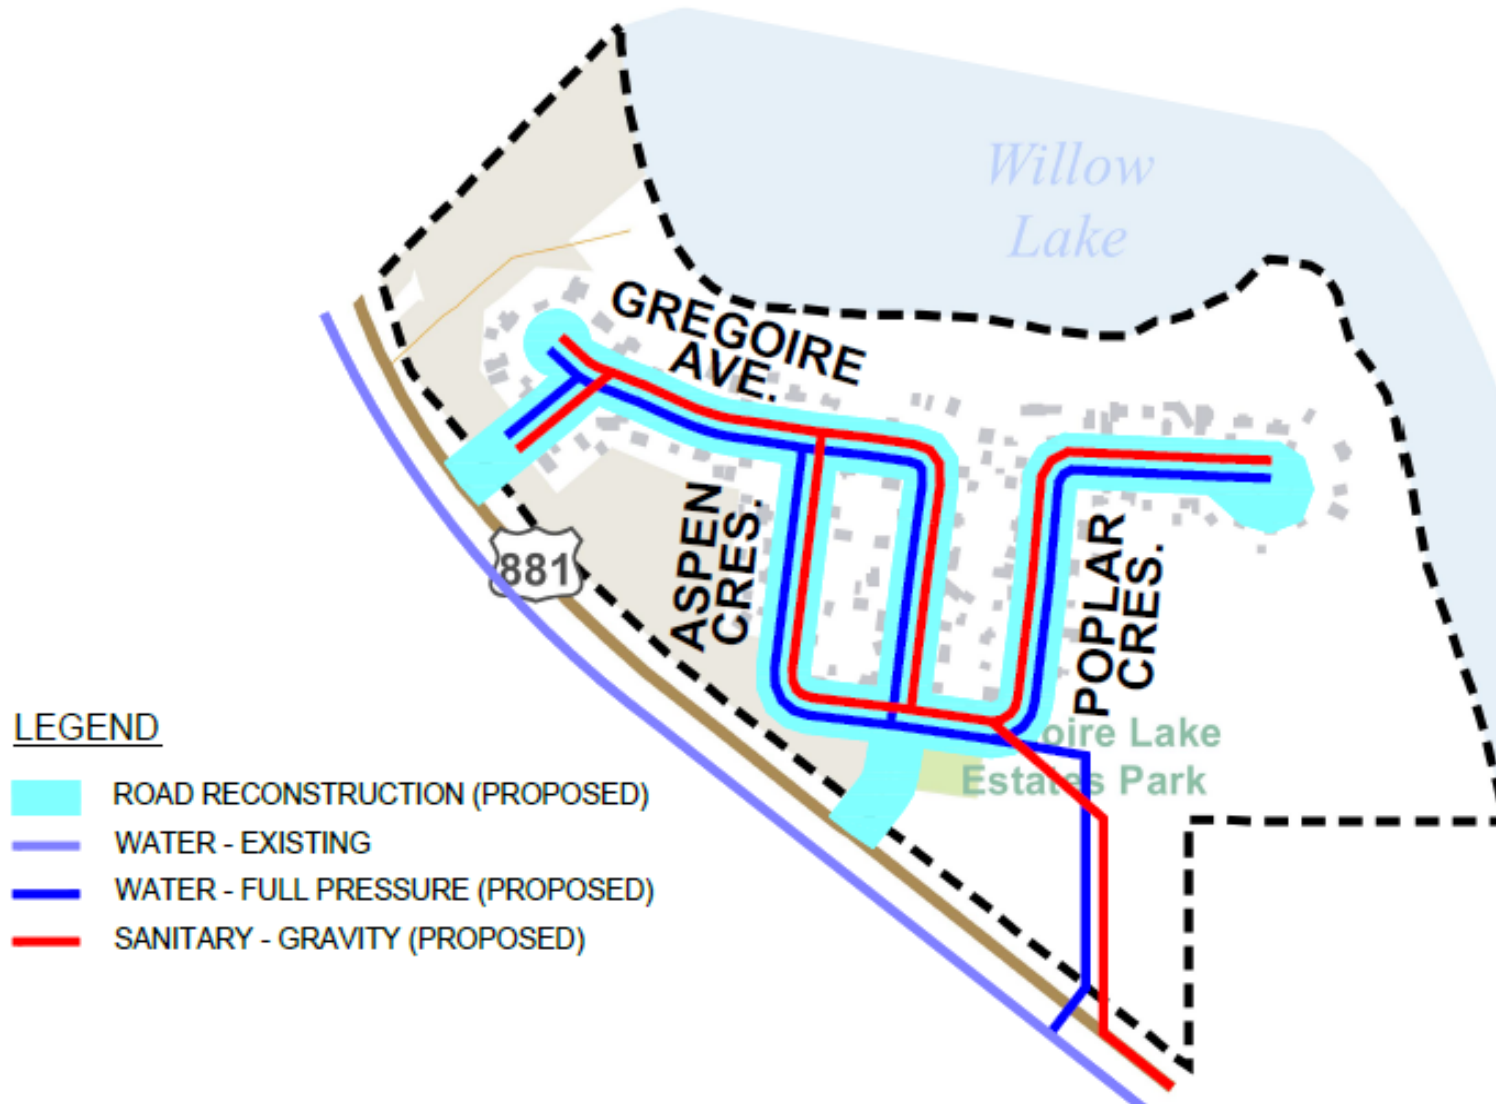 Willow
Lake
GREGOIRE
AVE.
ASPEN
CRES.
881
POPLAR
CRES.
oire Lake
Estates Park
LEGEND
ROAD RECONSTRUCTION (PROPOSED)
WATER - EXISTING
WATER - FULL PRESSURE (PROPOSED)
SANITARY - GRAVITY (PROPOSED)